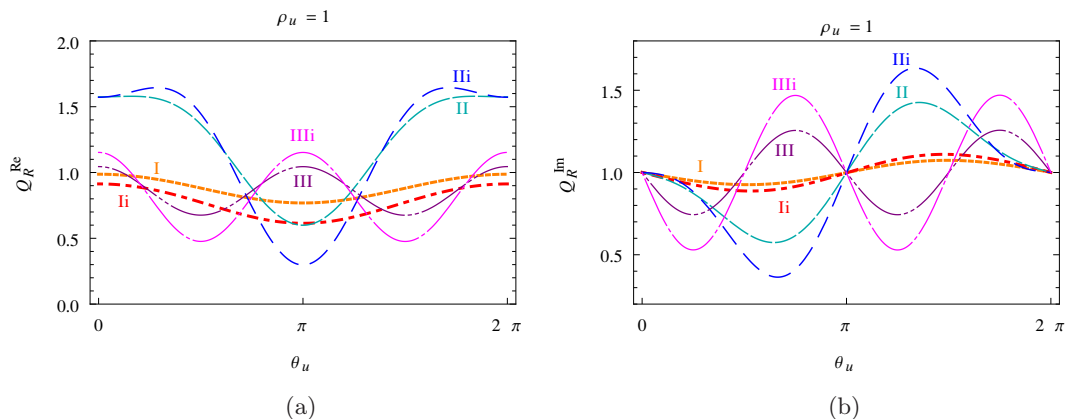 ρu = 1
2.0
1.5
1.0
0.5
0.0
QR^Re
IIi
II
IIIi
I
III
Ii
0 π 2 π
θu
(a)
ρu = 1
1.5
1.0
0.5
QR^Im
IIi
IIIi
II
III
I
Ii
0 π 2 π
θu
(b)